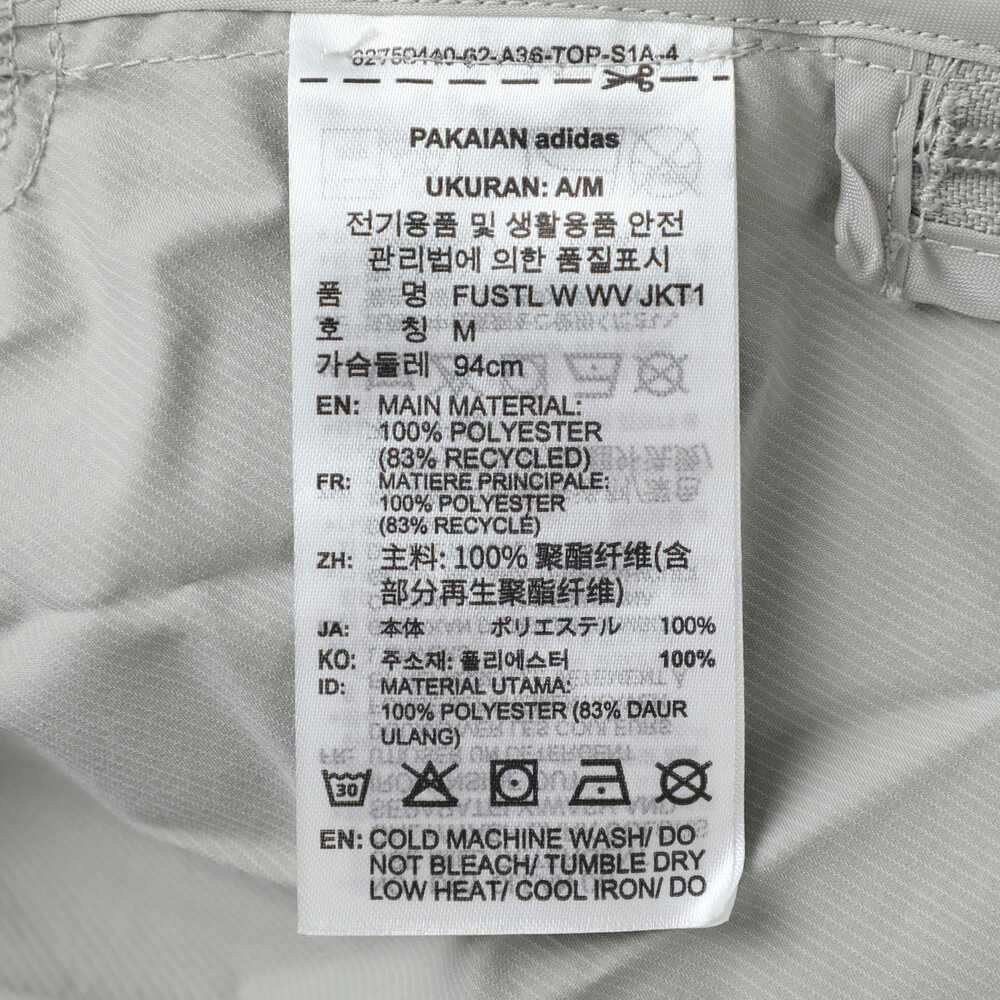 62759440-62-A36-TOP-S1A-4
PAKAIAN adidas
UKURAN: A/M
전기용품 및 생활용품 안전
관리법에 의한 품질표시
품 명 FUSTL W WV JKT1
호 칭 M
가슴둘레 94cm
EN: MAIN MATERIAL:
100% POLYESTER
(83% RECYCLED)
FR: MATIERE PRINCIPALE:
100% POLYESTER
(83% RECYCLÉ)
ZH: 主料: 100% 聚酯纤维(含
部分再生聚酯纤维)
JA: 本体 ポリエステル 100%
KO: 주소재: 폴리에스터 100%
ID: MATERIAL UTAMA:
100% POLYESTER (83% DAUR
ULANG)
30
EN: COLD MACHINE WASH/ DO
NOT BLEACH/ TUMBLE DRY
LOW HEAT/ COOL IRON/ DO